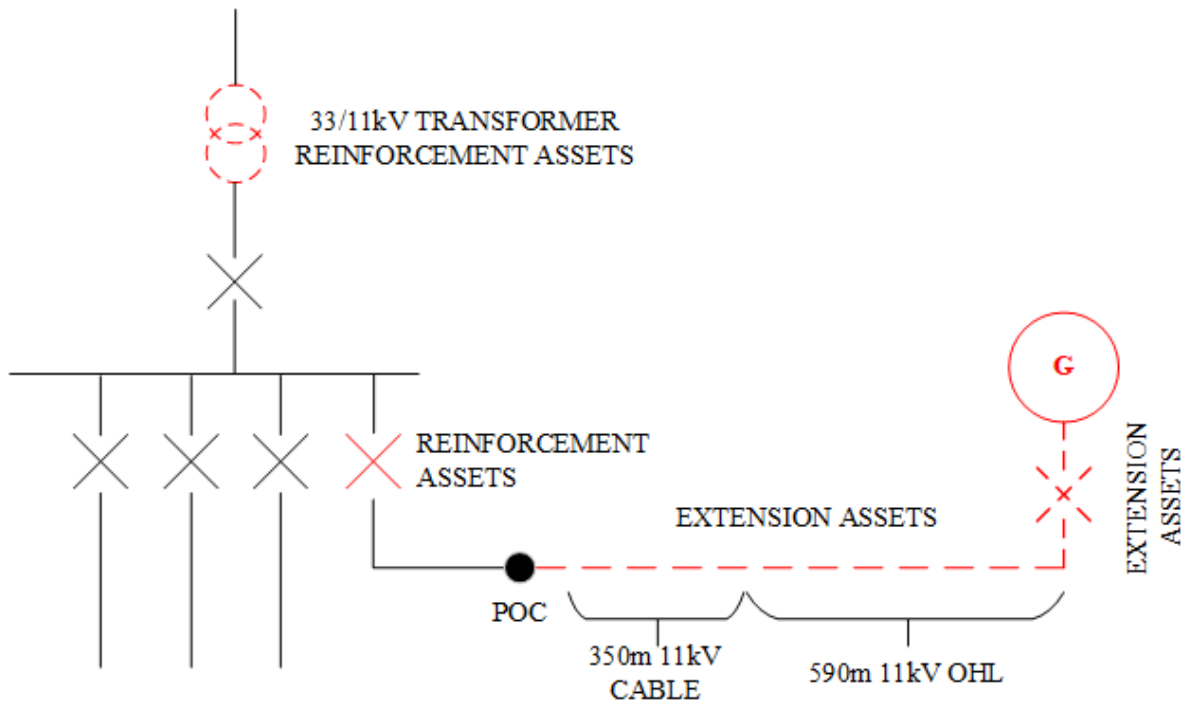 33/11kV TRANSFORMER
REINFORCEMENT ASSETS
G
REINFORCEMENT
ASSETS
EXTENSION ASSETS
EXTENSION
ASSETS
POC
350m 11kV
CABLE
590m 11kV OHL